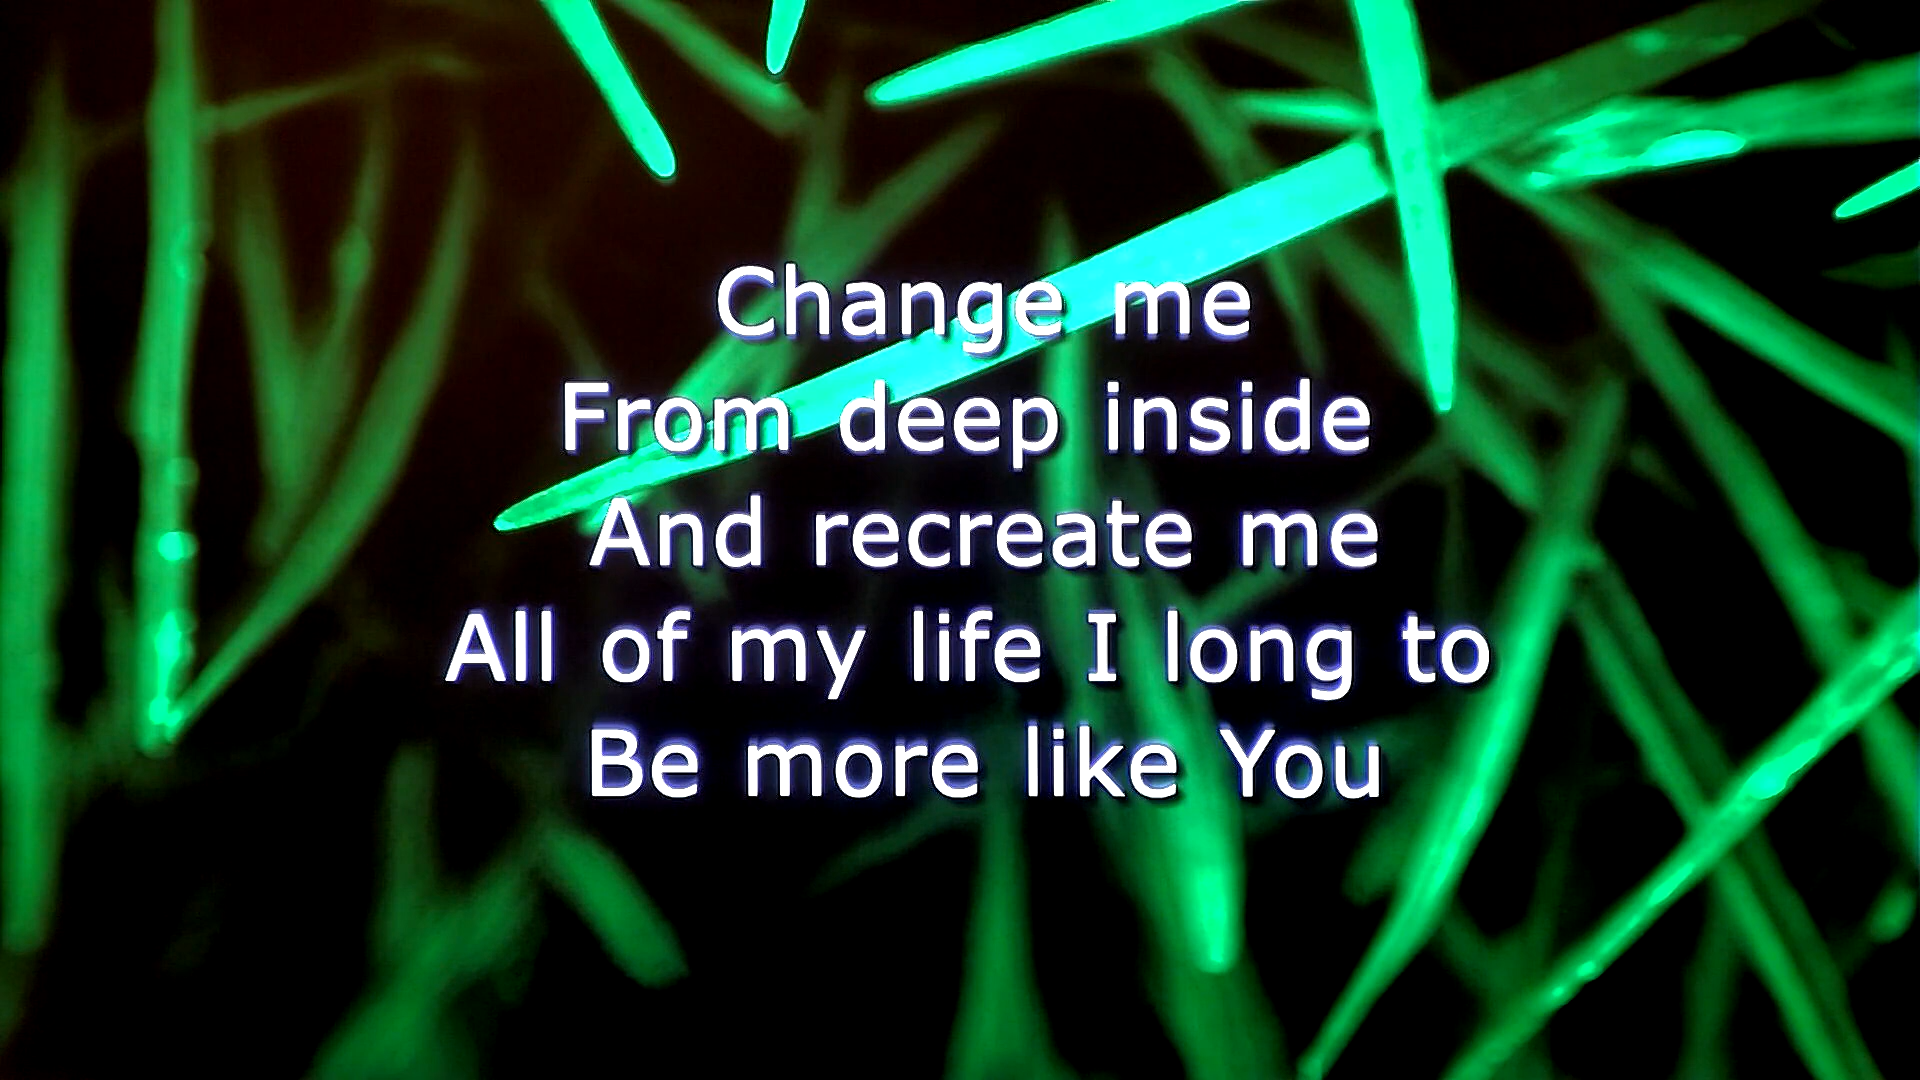 Change me
From deep inside
And recreate me
All of my life I long to
Be more like You